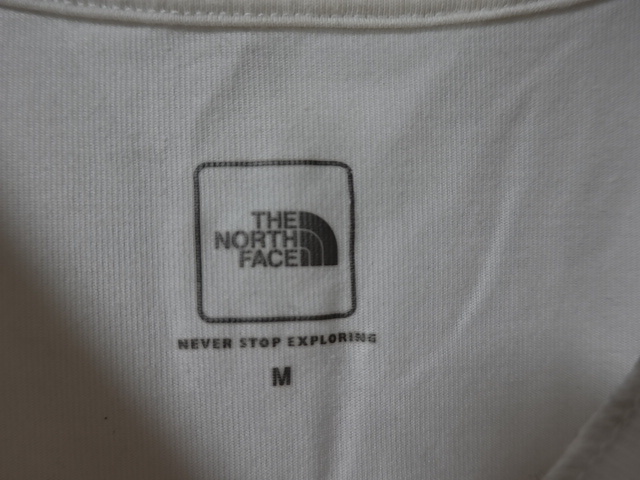 THE
NORTH
FACE
NEVER STOP EXPLORING
M